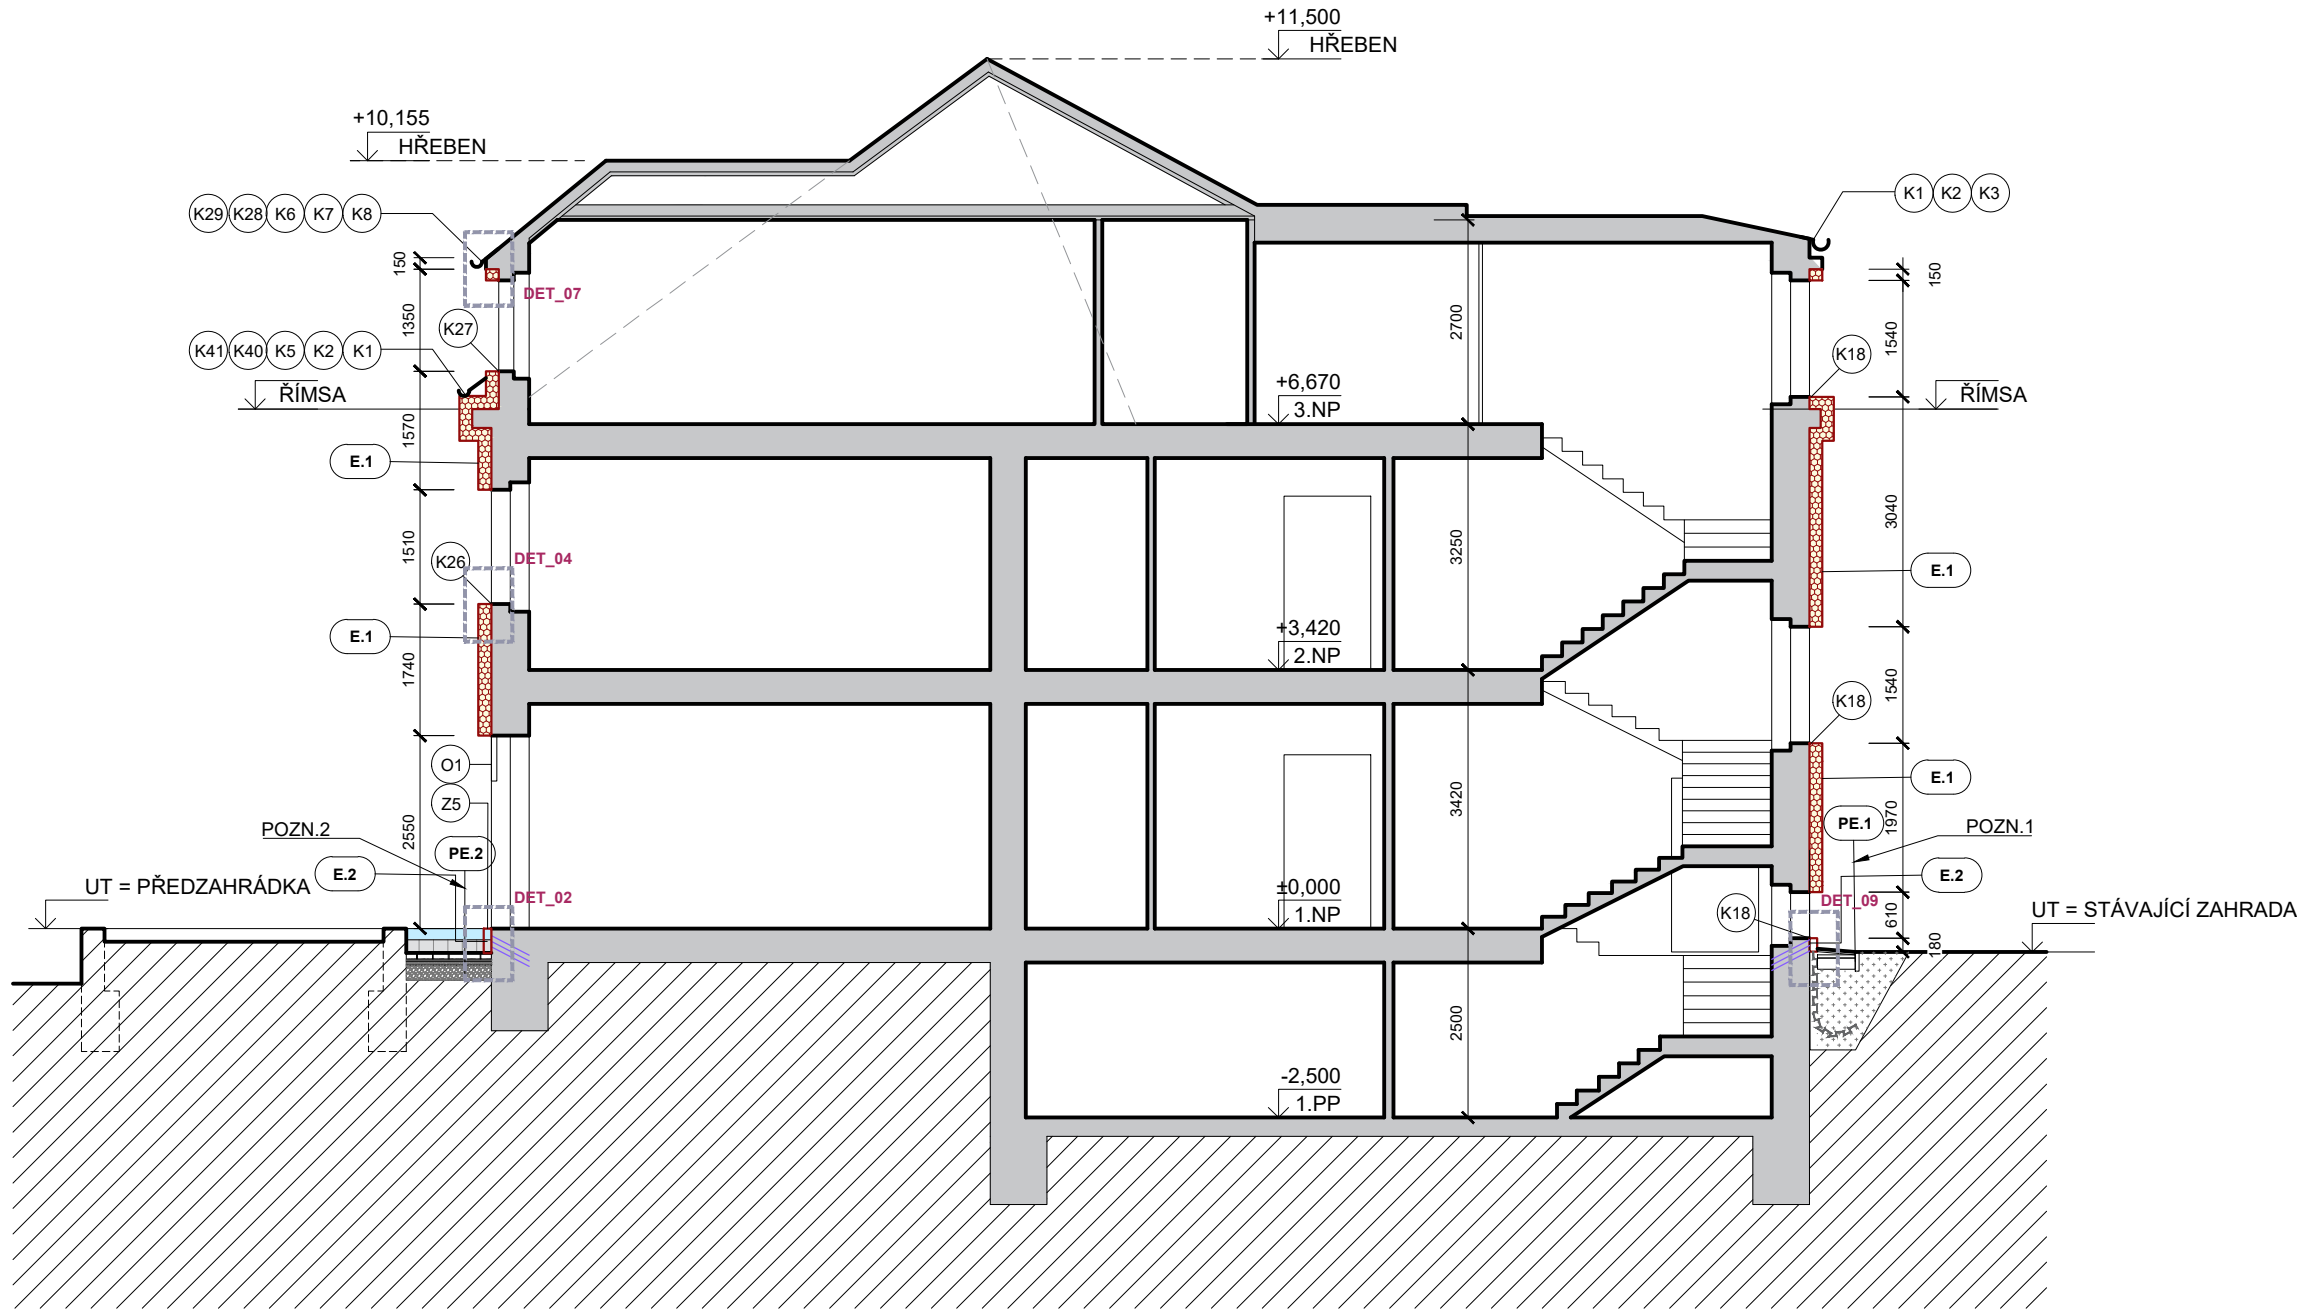 +11,500
HŘEBEN
+10,155
HŘEBEN
K29 K28 K6 K7 K8
K1 K2 K3
150
DET_07
150
1350
K27
2700
1540
K41 K40 K5 K2 K1
K18
ŘÍMSA
+6,670
3.NP
ŘÍMSA
1570
E.1
1510
3250
3040
K26
DET_04
E.1
E.1
+3,420
2.NP
1740
1540
K18
O1
E.1
Z5
3420
1970
2550
POZN.2
PE.2
PE.1
POZN.1
E.2
E.2
UT = PŘEDZAHRÁDKA
DET_02
±0,000
1.NP
K18
DET_09
610
UT = STÁVAJÍCÍ ZAHRADA
180
2500
-2,500
1.PP